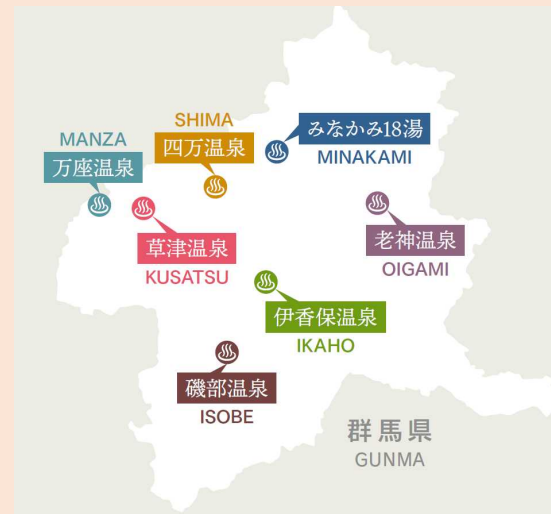 SHIMA
四万温泉
みなかみ18湯
MINAKAMI
MANZA
万座温泉
草津温泉
KUSATSU
老神温泉
OIGAMI
伊香保温泉
IKAHO
磯部温泉
ISOBE
群馬県
GUNMA